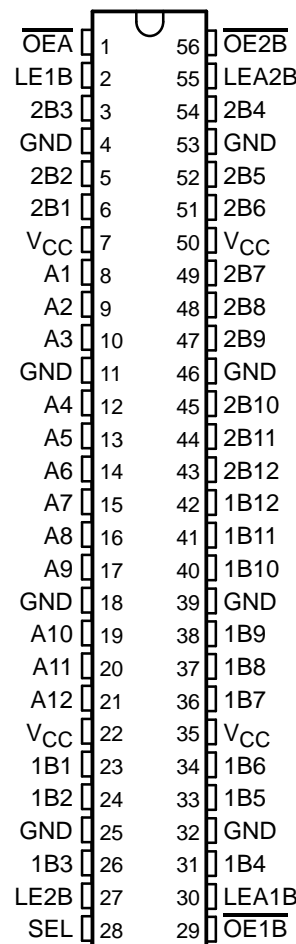 O̅E̅A̅ 1 56 O̅E̅2̅B̅
LE1B 2 55 LEA2B
2B3 3 54 2B4
GND 4 53 GND
2B2 5 52 2B5
2B1 6 51 2B6
VCC 7 50 VCC
A1 8 49 2B7
A2 9 48 2B8
A3 10 47 2B9
GND 11 46 GND
A4 12 45 2B10
A5 13 44 2B11
A6 14 43 2B12
A7 15 42 1B12
A8 16 41 1B11
A9 17 40 1B10
GND 18 39 GND
A10 19 38 1B9
A11 20 37 1B8
A12 21 36 1B7
VCC 22 35 VCC
1B1 23 34 1B6
1B2 24 33 1B5
GND 25 32 GND
1B3 26 31 1B4
LE2B 27 30 LEA1B
SEL 28 29 O̅E̅1̅B̅